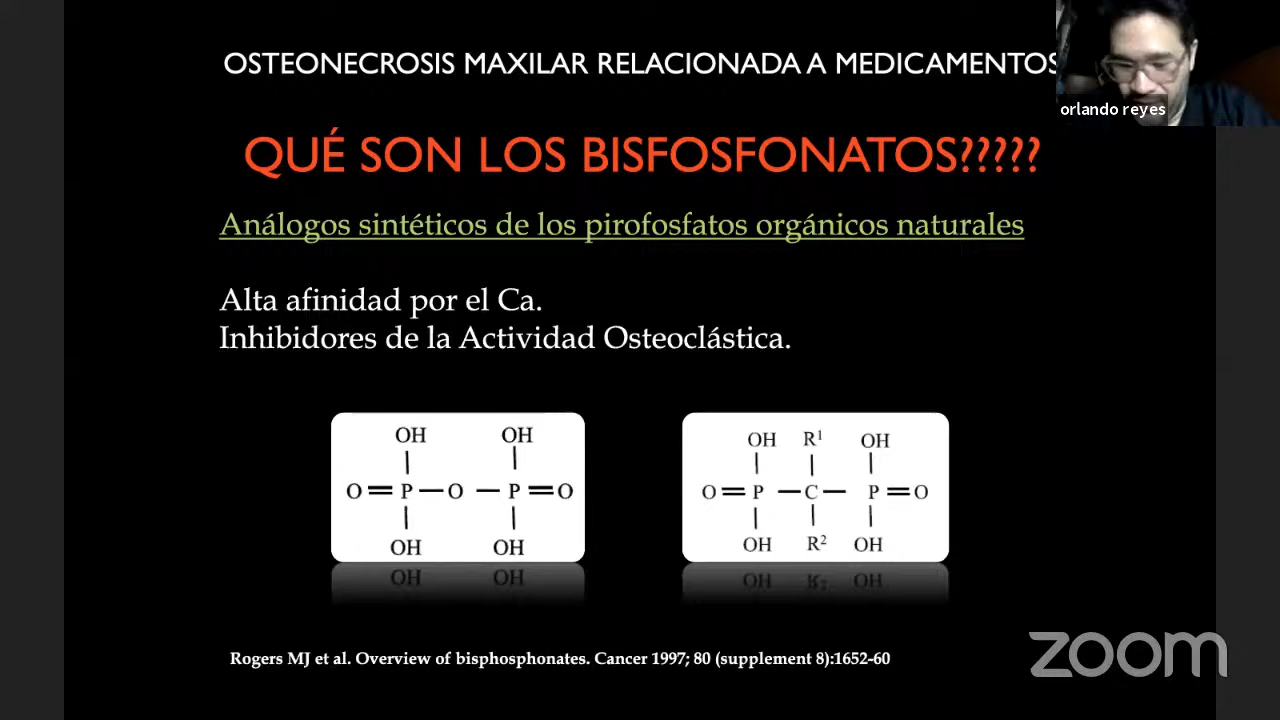 OSTEONECROSIS MAXILAR RELACIONADA A MEDICAMENTOS
orlando reyes
QUÉ SON LOS BISFOSFONATOS?????
Análogos sintéticos de los pirofosfatos orgánicos naturales
Alta afinidad por el Ca.
Inhibidores de la Actividad Osteoclástica.
OH OH
O=P—O—P=O
OH OH
OH R¹ OH
O=P—C—P=O
OH R² OH
Rogers MJ et al. Overview of bisphosphonates. Cancer 1997; 80 (supplement 8):1652-60
zoom